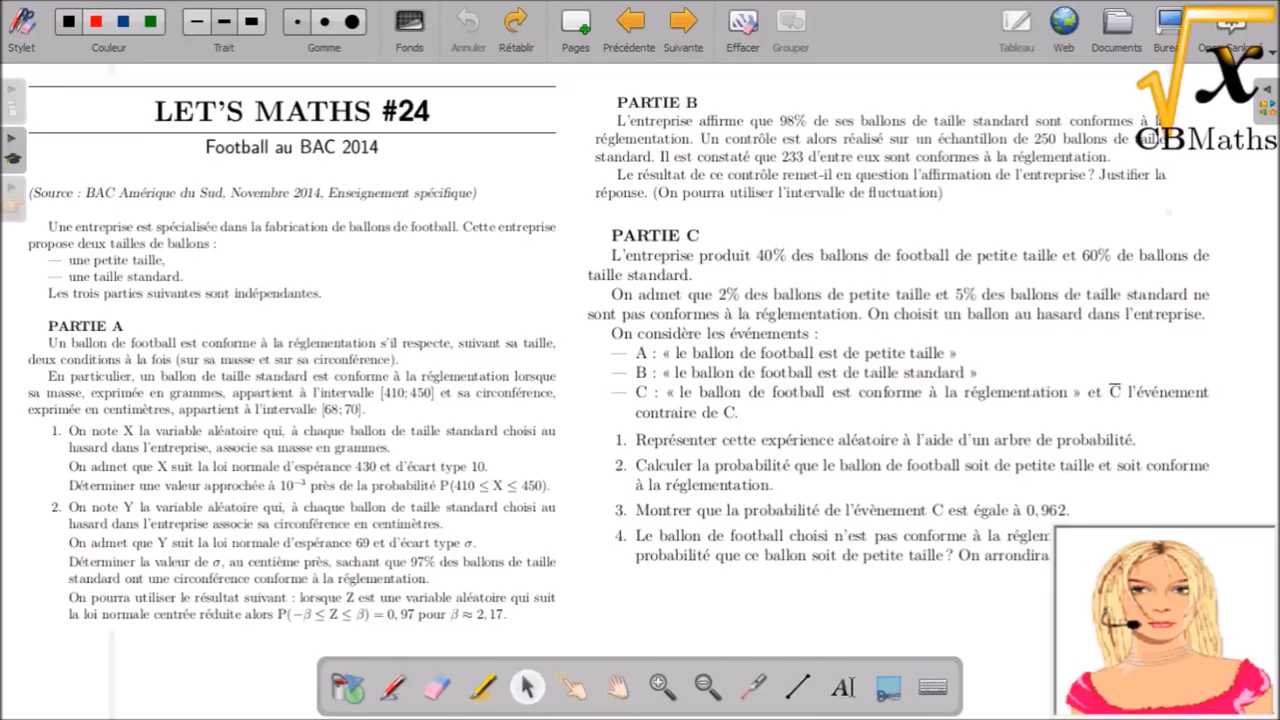 Stylet
Couleur
Trait
Gomme
Fonds
Annuler
Rétablir
Pages
Précédente
Suivante
Effacer
Grouper
Tableau
Web
Documents
√x
CBMaths
LET'S MATHS #24
Football au BAC 2014
(Source : BAC Amérique du Sud, Novembre 2014, Enseignement spécifique)
Une entreprise est spécialisée dans la fabrication de ballons de football. Cette entreprise
propose deux tailles de ballons :
— une petite taille,
— une taille standard.
Les trois parties suivantes sont indépendantes.
PARTIE A
Un ballon de football est conforme à la réglementation s'il respecte, suivant sa taille,
deux conditions à la fois (sur sa masse et sur sa circonférence).
En particulier, un ballon de taille standard est conforme à la réglementation lorsque
sa masse, exprimée en grammes, appartient à l'intervalle [410; 450] et sa circonférence,
exprimée en centimètres, appartient à l'intervalle [68; 70].
1. On note X la variable aléatoire qui, à chaque ballon de taille standard choisi au
hasard dans l'entreprise, associe sa masse en grammes.
On admet que X suit la loi normale d'espérance 430 et d'écart type 10.
Déterminer une valeur approchée à 10⁻³ près de la probabilité P(410 ≤ X ≤ 450).
2. On note Y la variable aléatoire qui, à chaque ballon de taille standard choisi au
hasard dans l'entreprise associe sa circonférence en centimètres.
On admet que Y suit la loi normale d'espérance 69 et d'écart type σ.
Déterminer la valeur de σ, au centième près, sachant que 97% des ballons de taille
standard ont une circonférence conforme à la réglementation.
On pourra utiliser le résultat suivant : lorsque Z est une variable aléatoire qui suit
la loi normale centrée réduite alors P(−β ≤ Z ≤ β) = 0, 97 pour β ≈ 2, 17.
PARTIE B
L'entreprise affirme que 98% de ses ballons de taille standard sont conformes à
réglementation. Un contrôle est alors réalisé sur un échantillon de 250 ballons de
standard. Il est constaté que 233 d'entre eux sont conformes à la réglementation.
Le résultat de ce contrôle remet-il en question l'affirmation de l'entreprise ? Justifier la
réponse. (On pourra utiliser l'intervalle de fluctuation)
PARTIE C
L'entreprise produit 40% des ballons de football de petite taille et 60% de ballons de
taille standard.
On admet que 2% des ballons de petite taille et 5% des ballons de taille standard ne
sont pas conformes à la réglementation. On choisit un ballon au hasard dans l'entreprise.
On considère les événements :
— A : « le ballon de football est de petite taille »
— B : « le ballon de football est de taille standard »
— C : « le ballon de football est conforme à la réglementation » et C̅ l'événement
contraire de C.
1. Représenter cette expérience aléatoire à l'aide d'un arbre de probabilité.
2. Calculer la probabilité que le ballon de football soit de petite taille et soit conforme
à la réglementation.
3. Montrer que la probabilité de l'évènement C est égale à 0, 962.
4. Le ballon de football choisi n'est pas conforme à la réglem
probabilité que ce ballon soit de petite taille ? On arrondira